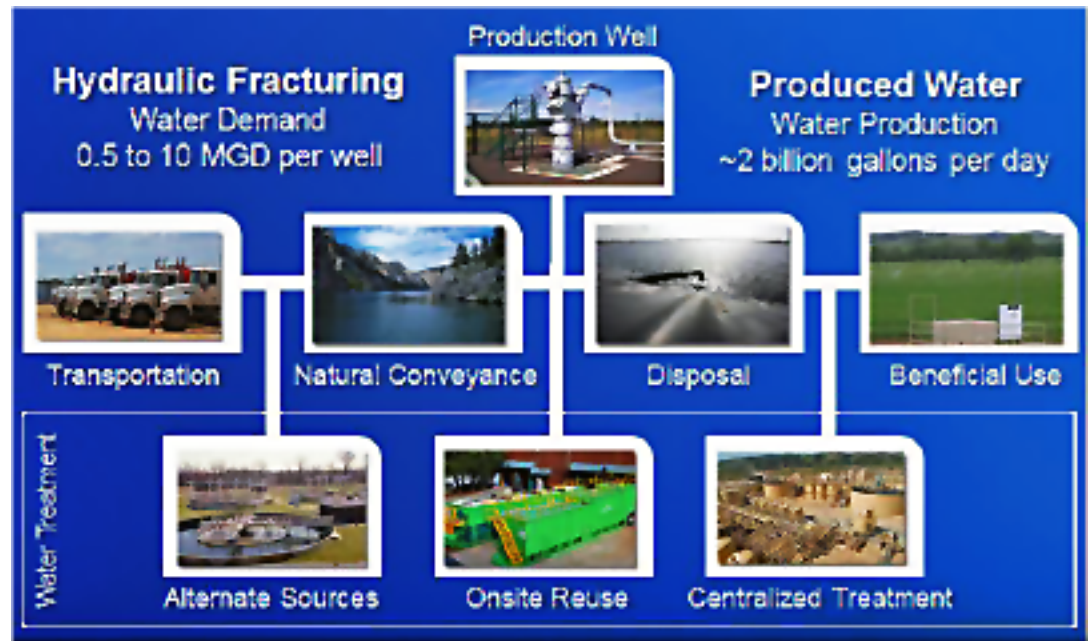 Production Well
Hydraulic Fracturing
Water Demand
0.5 to 10 MGD per well
Produced Water
Water Production
~2 billion gallons per day
Transportation
Natural Conveyance
Disposal
Beneficial Use
Water Treatment
Alternate Sources
Onsite Reuse
Centralized Treatment